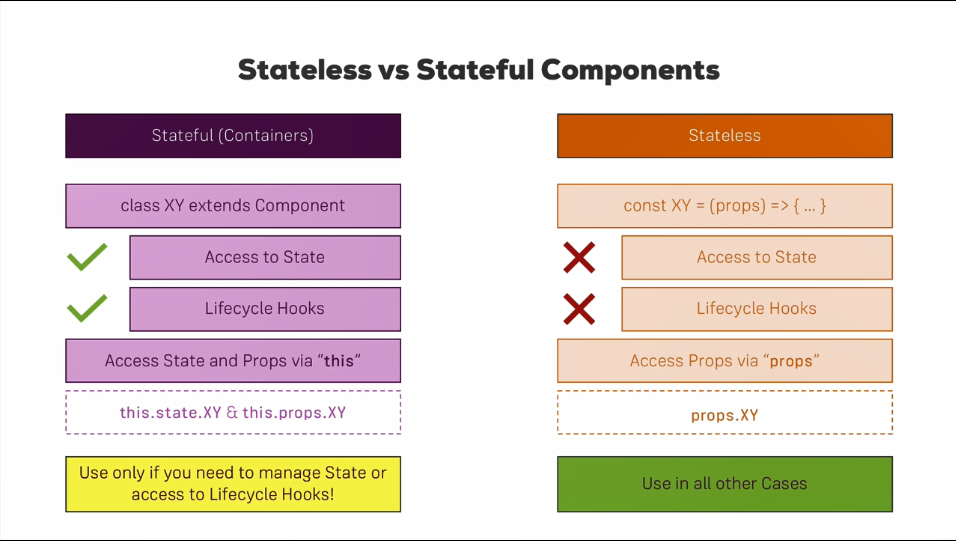 Stateless vs Stateful Components
Stateful (Containers)
class XY extends Component
Access to State
Lifecycle Hooks
Access State and Props via “this”
this.state.XY & this.props.XY
Use only if you need to manage State or
access to Lifecycle Hooks!
Stateless
const XY = (props) => { ... }
Access to State
Lifecycle Hooks
Access Props via “props”
props.XY
Use in all other Cases